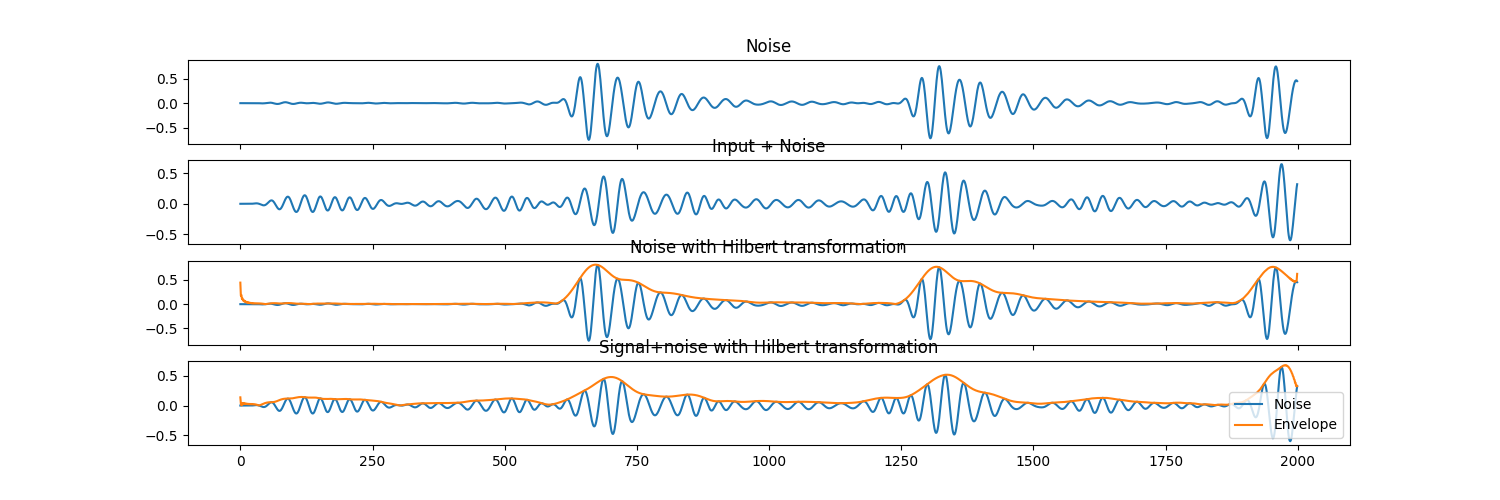 Noise
0.5
0.0
−0.5
Input + Noise
0.5
0.0
−0.5
Noise with Hilbert transformation
0.5
0.0
−0.5
Signal+noise with Hilbert transformation
0.5
0.0
−0.5
Noise
Envelope
0 250 500 750 1000 1250 1500 1750 2000